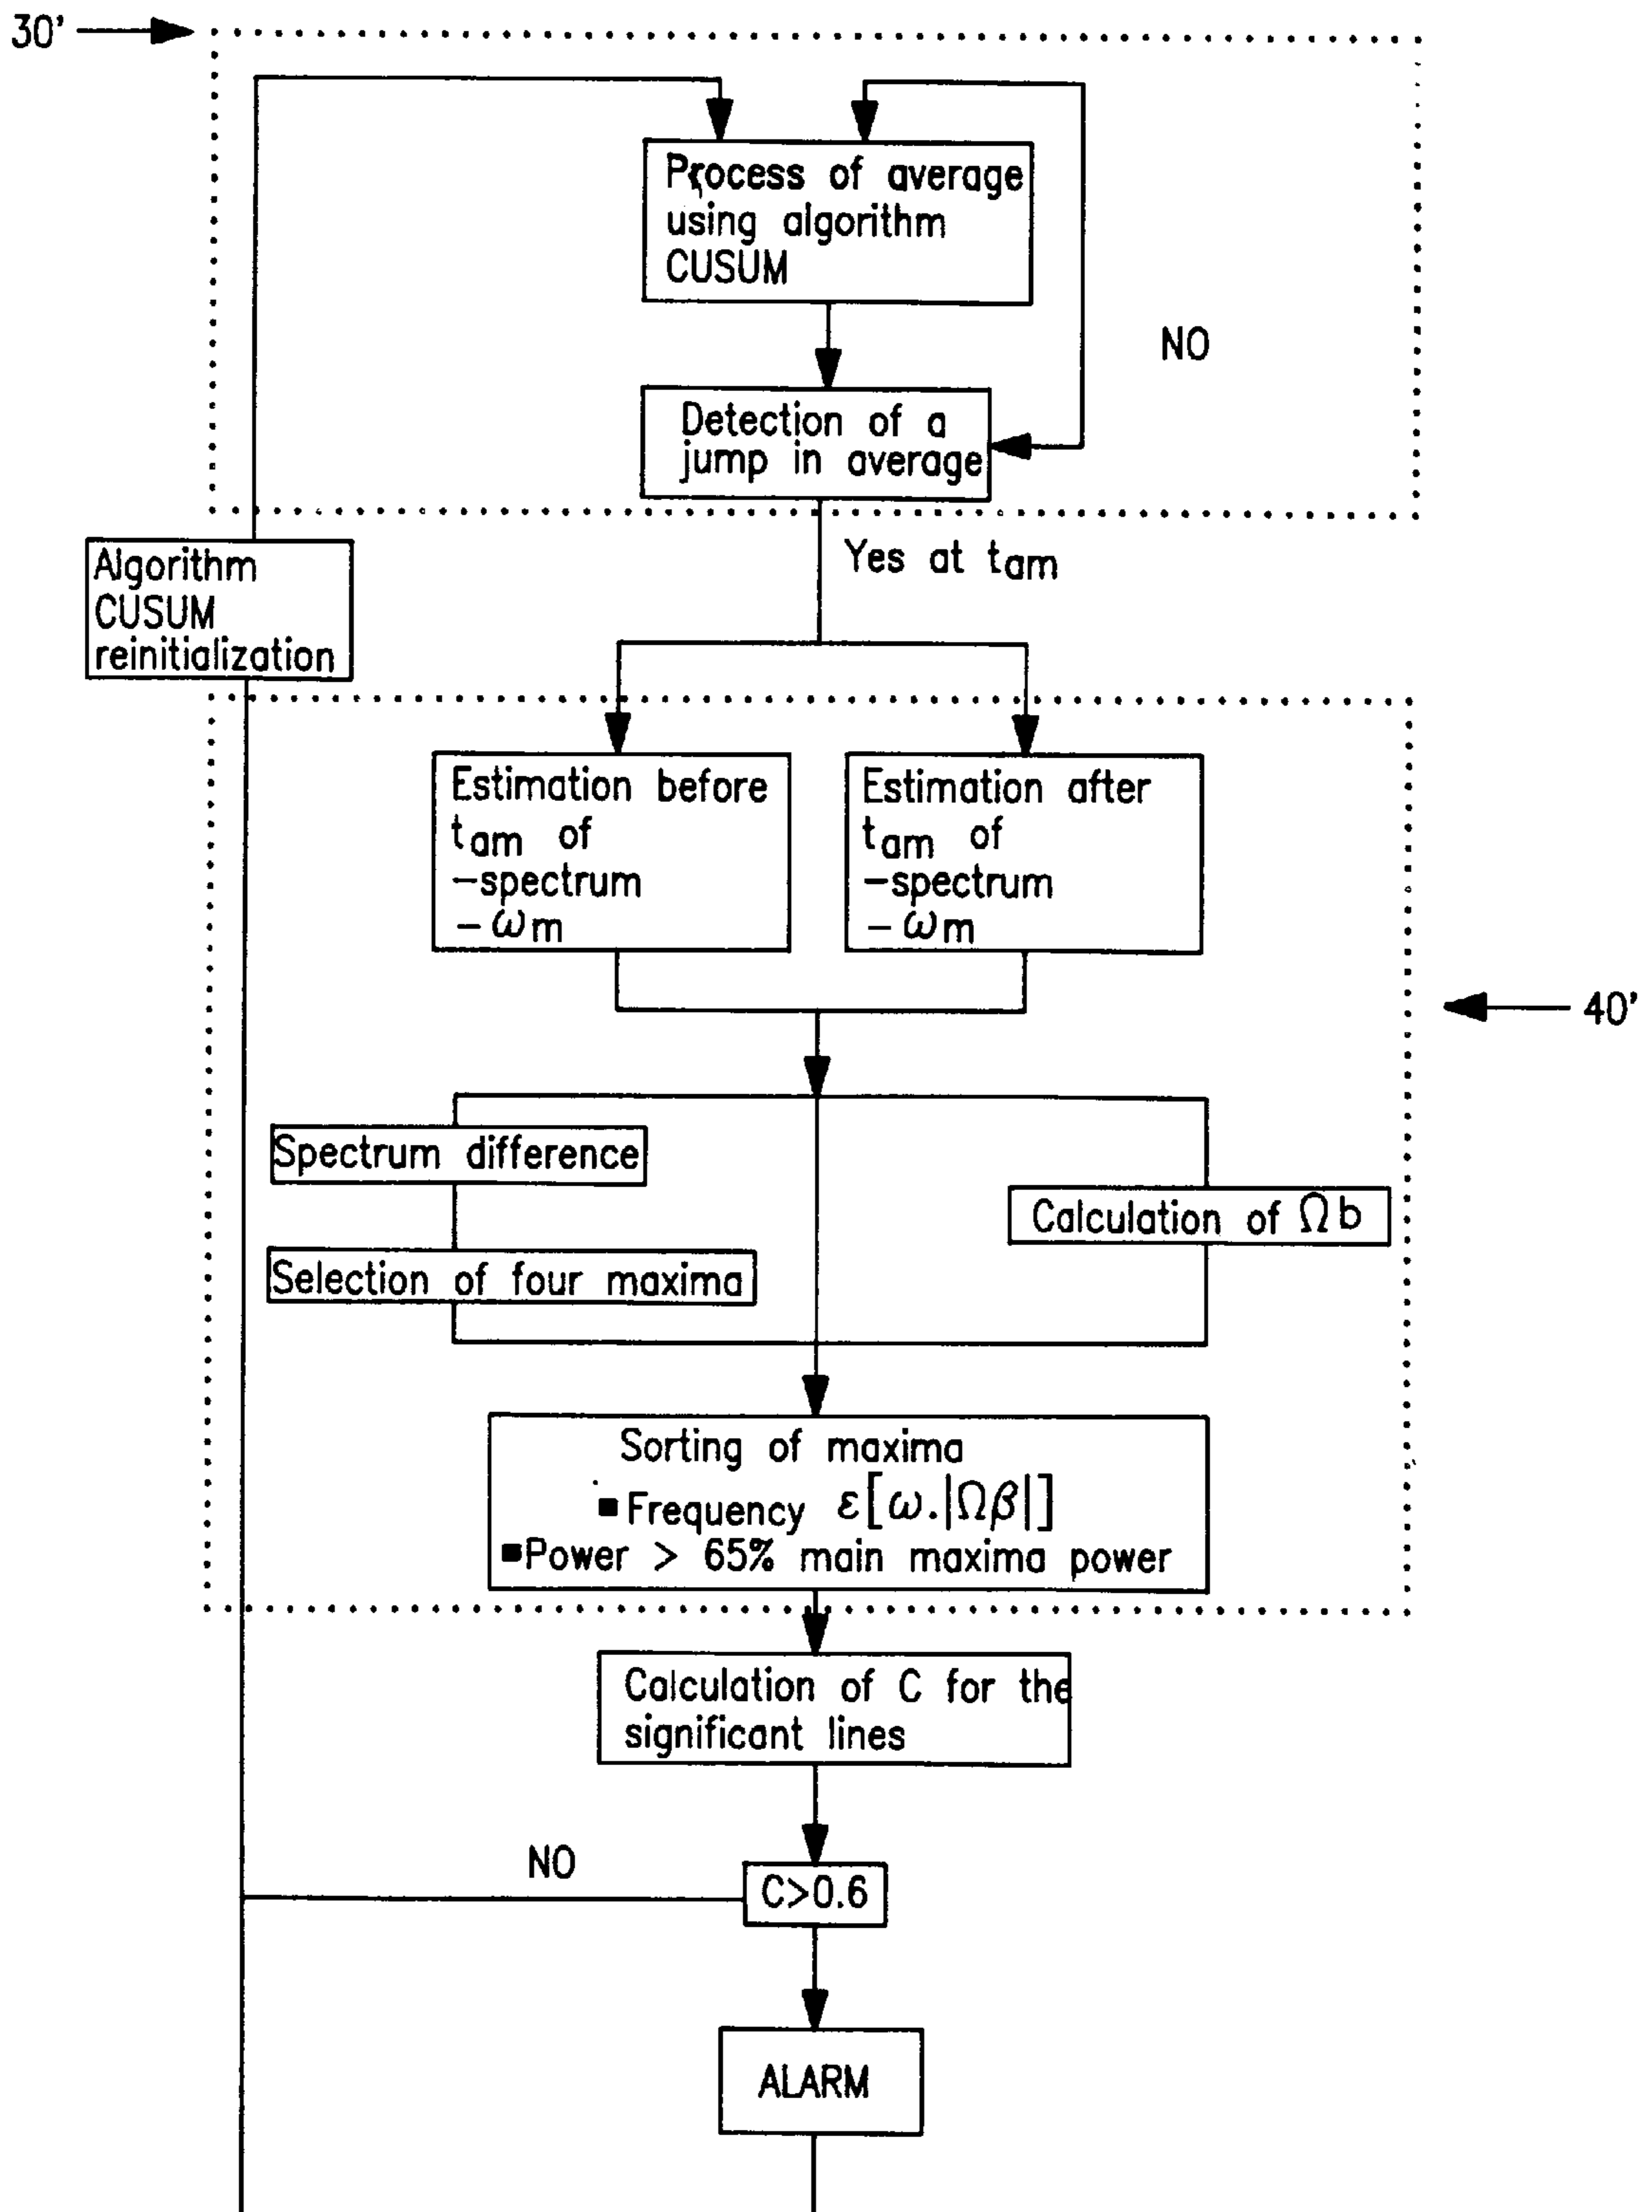 30'
Process of average
using algorithm
CUSUM
NO
Detection of a
jump in average
Yes at tam
Algorithm
CUSUM
reinitialization
Estimation before
tam of
-spectrum
- ωm
Estimation after
tam of
-spectrum
- ωm
40'
Spectrum difference
Calculation of Ωb
Selection of four maxima
Sorting of maxima
▪ Frequency ε[ω.|Ωβ|]
▪ Power > 65% main maxima power
Calculation of C for the
significant lines
NO
C>0.6
ALARM